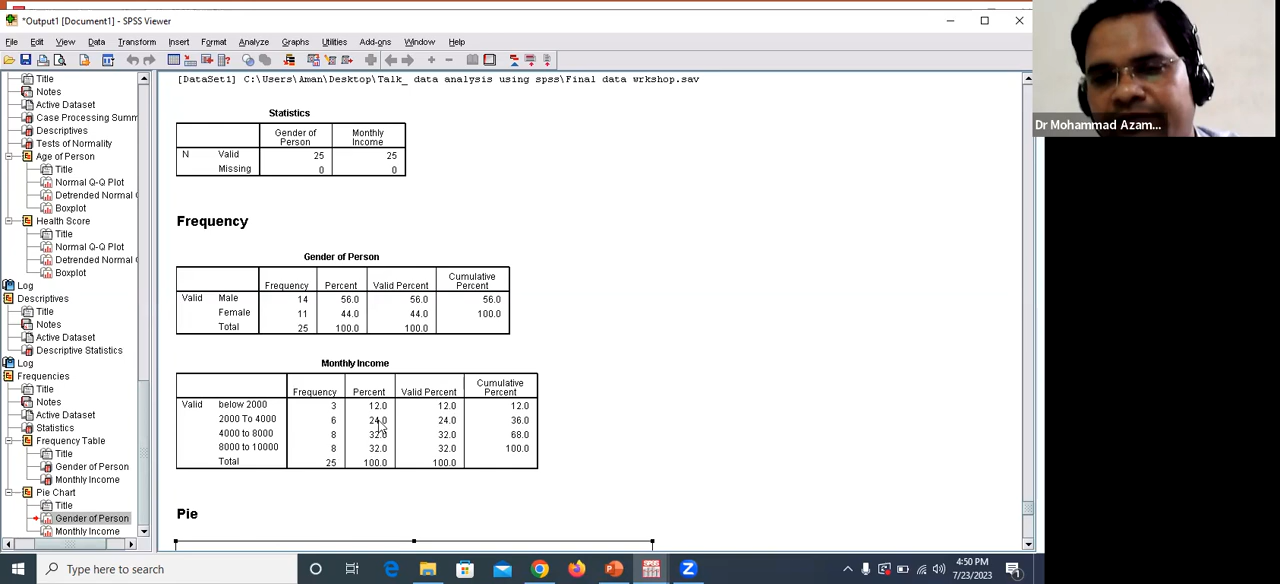 *Output1 [Document1] - SPSS Viewer
File Edit View Data Transform Insert Format Analyze Graphs Utilities Add-ons Window Help
Title
Notes
Active Dataset
Case Processing Summ
Descriptives
Tests of Normality
Age of Person
Title
Normal Q-Q Plot
Detrended Normal
Boxplot
Health Score
Title
Normal Q-Q Plot
Detrended Normal
Boxplot
Log
Descriptives
Title
Notes
Active Dataset
Descriptive Statistics
Log
Frequencies
Title
Notes
Active Dataset
Statistics
Frequency Table
Title
Gender of Person
Monthly Income
Pie Chart
Title
Gender of Person
Monthly Income
[DataSet1] C:\Users\Aman\Desktop\Talk_ data analysis using spss\Final data wrkshop.sav
Statistics
Gender of Person Monthly Income
N Valid 25 25
Missing 0 0
Frequency
Gender of Person
Frequency Percent Valid Percent Cumulative Percent
Valid Male 14 56.0 56.0 56.0
Female 11 44.0 44.0 100.0
Total 25 100.0 100.0
Monthly Income
Frequency Percent Valid Percent Cumulative Percent
Valid below 2000 3 12.0 12.0 12.0
2000 To 4000 6 24.0 24.0 36.0
4000 to 8000 8 32.0 32.0 68.0
8000 to 10000 8 32.0 32.0 100.0
Total 25 100.0 100.0
Pie
Dr Mohammad Azam...
Type here to search
4:50 PM
7/23/2023